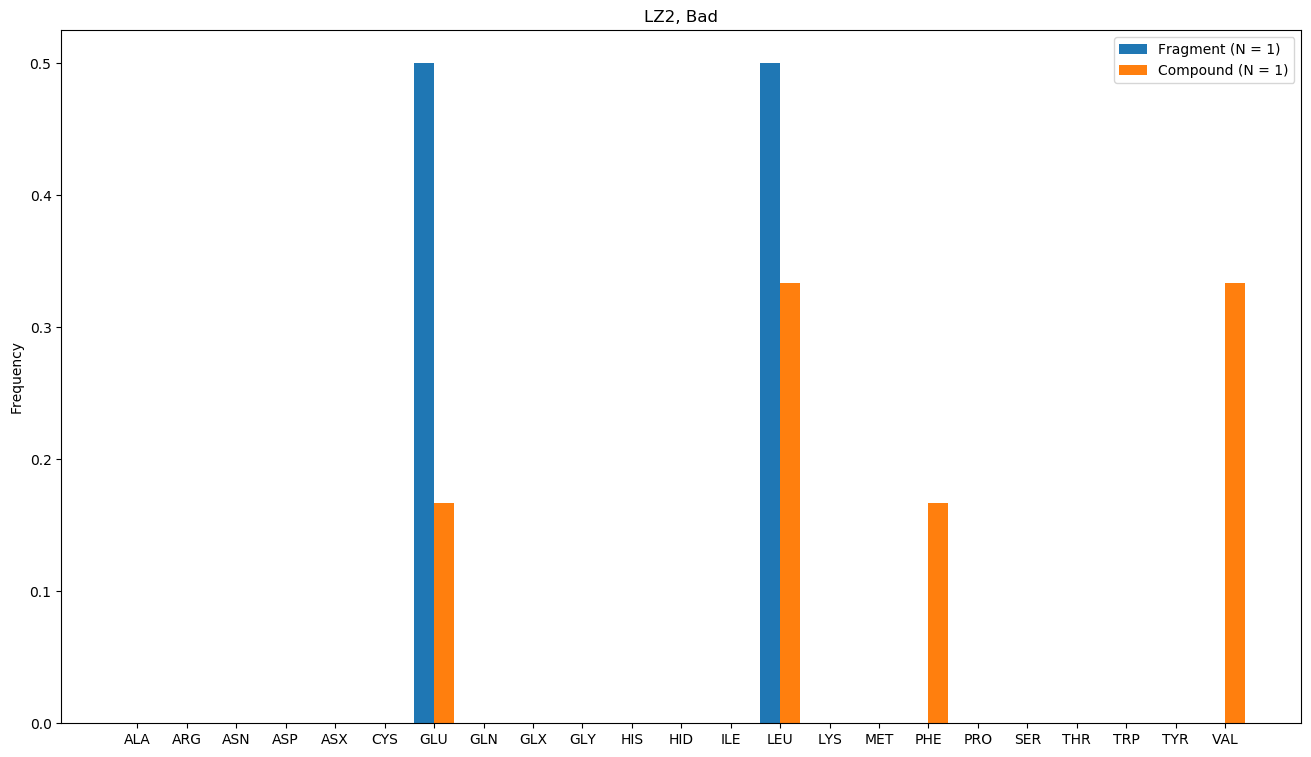 LZ2, Bad
Fragment (N = 1)
Compound (N = 1)
Frequency
0.5
0.4
0.3
0.2
0.1
0.0
ALA ARG ASN ASP ASX CYS GLU GLN GLX GLY HIS HID ILE LEU LYS MET PHE PRO SER THR TRP TYR VAL